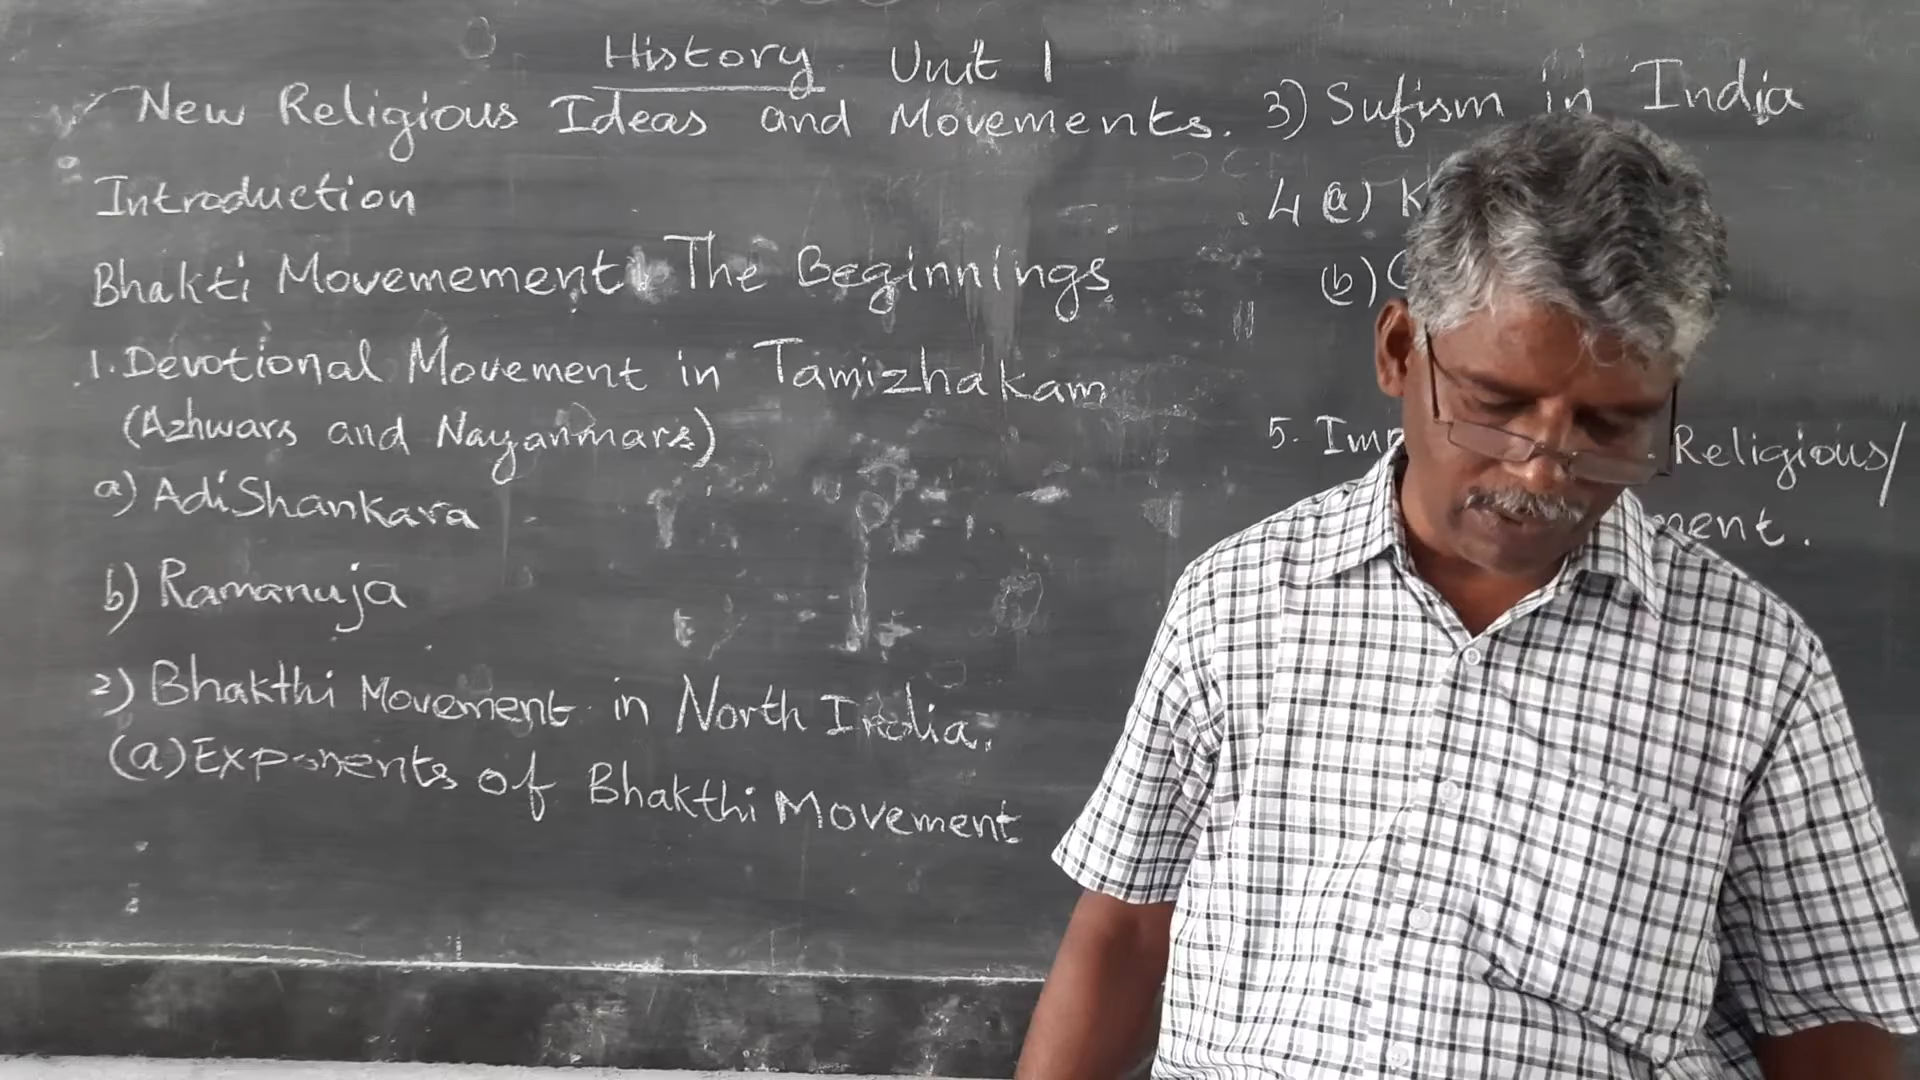 History Unit 1
New Religious Ideas and Movements.
Introduction
Bhakti Movemement The Beginnings
1. Devotional Movement in Tamizhakam
(Azhwars and Nayanmars)
a) AdiShankara
b) Ramanuja
2) Bhakthi Movement in North India.
(a) Exponents of Bhakthi Movement
3) Sufism in India
4 (a) K
(b)
5. Imp Religious/
ment.